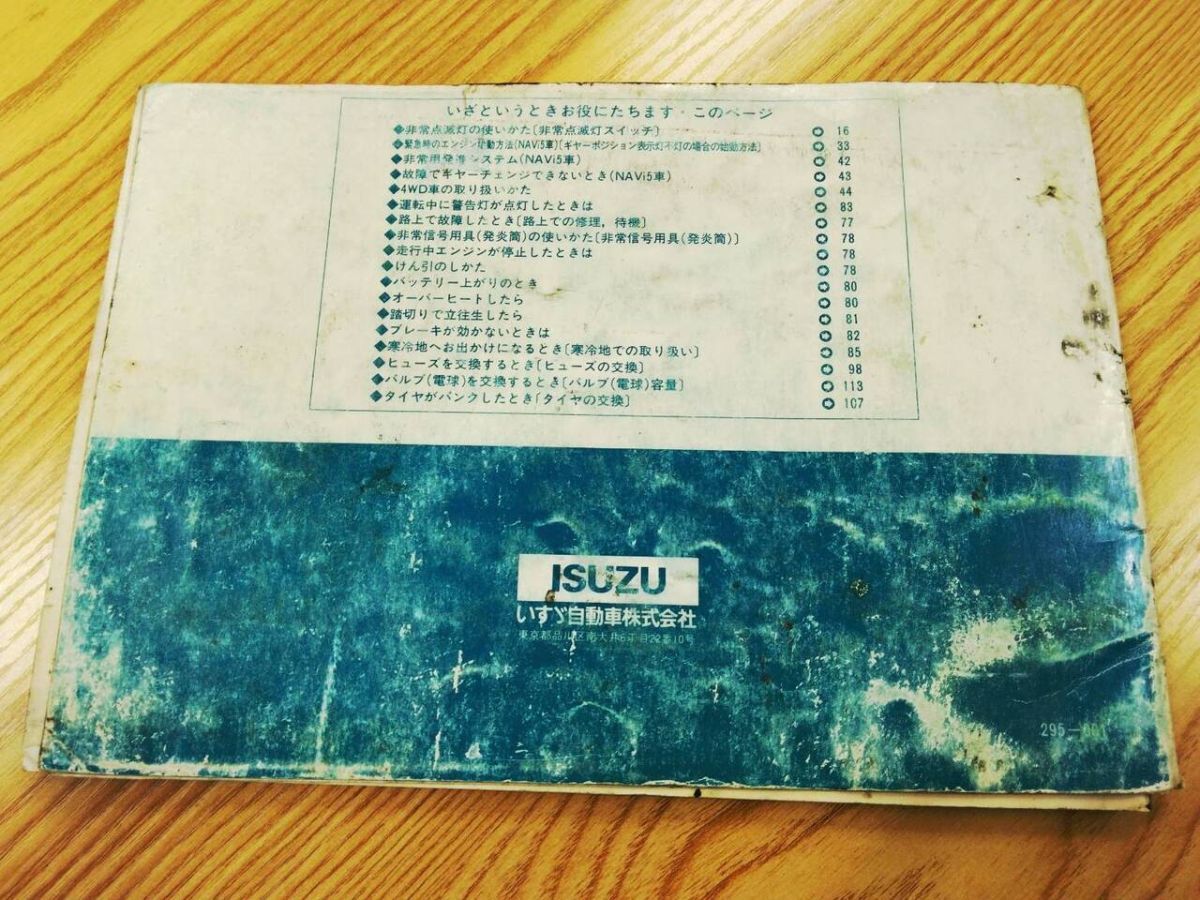 いざというときお役にたちます・このページ
◆非常点滅灯の使いかた〔非常点滅灯スイッチ〕 16
◆緊急時のエンジン始動方法(NAVi5車)〔ギヤーポジション表示灯不灯の場合の始動方法〕 33
◆非常用発進システム(NAVi5車) 42
◆故障でギヤーチェンジできないとき(NAVi5車) 43
◆4WD車の取り扱いかた 44
◆運転中に警告灯が点灯したときは 83
◆路上で故障したとき〔路上での修理，待機〕 77
◆非常信号用具(発炎筒)の使いかた〔非常信号用具(発炎筒)〕 78
◆走行中エンジンが停止したときは 78
◆けん引のしかた 78
◆バッテリー上がりのとき 80
◆オーバーヒートしたら 80
◆踏切りで立往生したら 81
◆ブレーキが効かないときは 82
◆寒冷地へお出かけになるとき〔寒冷地での取り扱い〕 85
◆ヒューズを交換するとき〔ヒューズの交換〕 98
◆バルブ(電球)を交換するとき〔バルブ(電球)容量〕 113
◆タイヤがパンクしたとき〔タイヤの交換〕 107
ISUZU
いすゞ自動車株式会社
東京都品川区南大井6丁目22番10号